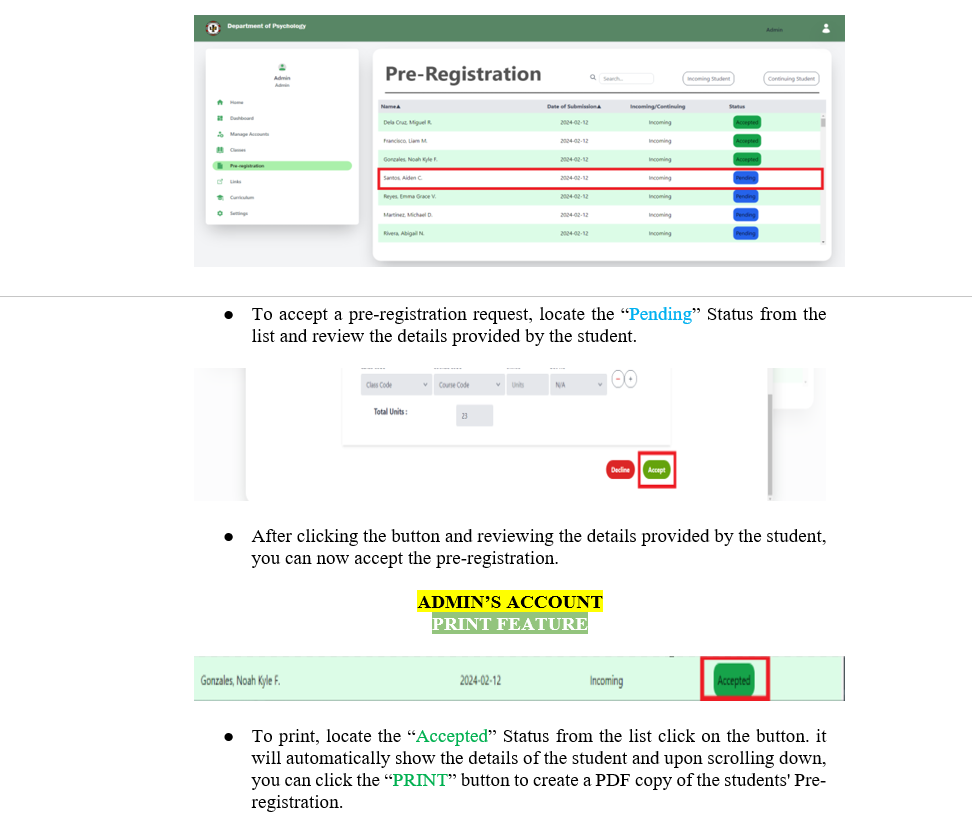 Department of Psychology
Admin
Admin
Admin
Home
Dashboard
Manage Accounts
Classes
Pre-registration
Links
Curriculum
Settings
Pre-Registration
Search...
Incoming Student
Continuing Student
Name▲ Date of Submission▲ Incoming/Continuing Status
Dela Cruz, Miguel R. 2024-02-12 Incoming Accepted
Francisco, Liam M. 2024-02-12 Incoming Accepted
Gonzales, Noah Kyle F. 2024-02-12 Incoming Accepted
Santos, Aiden C. 2024-02-12 Incoming Pending
Reyes, Emma Grace V. 2024-02-12 Incoming Pending
Martinez, Michael D. 2024-02-12 Incoming Pending
Rivera, Abigail N. 2024-02-12 Incoming Pending
● To accept a pre-registration request, locate the “Pending” Status from the
list and review the details provided by the student.
Class Code Course Code Units N/A - +
Total Units : 23
Decline Accept
● After clicking the button and reviewing the details provided by the student,
you can now accept the pre-registration.
ADMIN’S ACCOUNT
PRINT FEATURE
Gonzales, Noah Kyle F. 2024-02-12 Incoming Accepted
● To print, locate the “Accepted” Status from the list click on the button. it
will automatically show the details of the student and upon scrolling down,
you can click the “PRINT” button to create a PDF copy of the students' Pre-
registration.